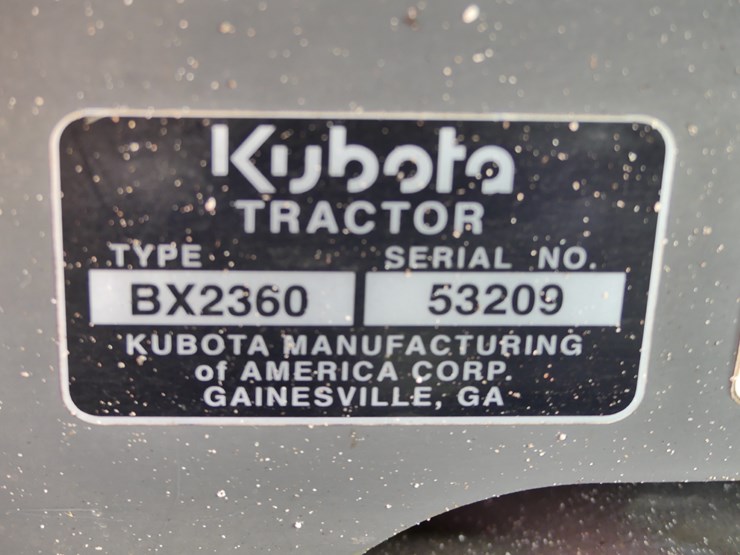 Kubota
TRACTOR
TYPE SERIAL NO.
BX2360 53209
KUBOTA MANUFACTURING
of AMERICA CORP.
GAINESVILLE, GA